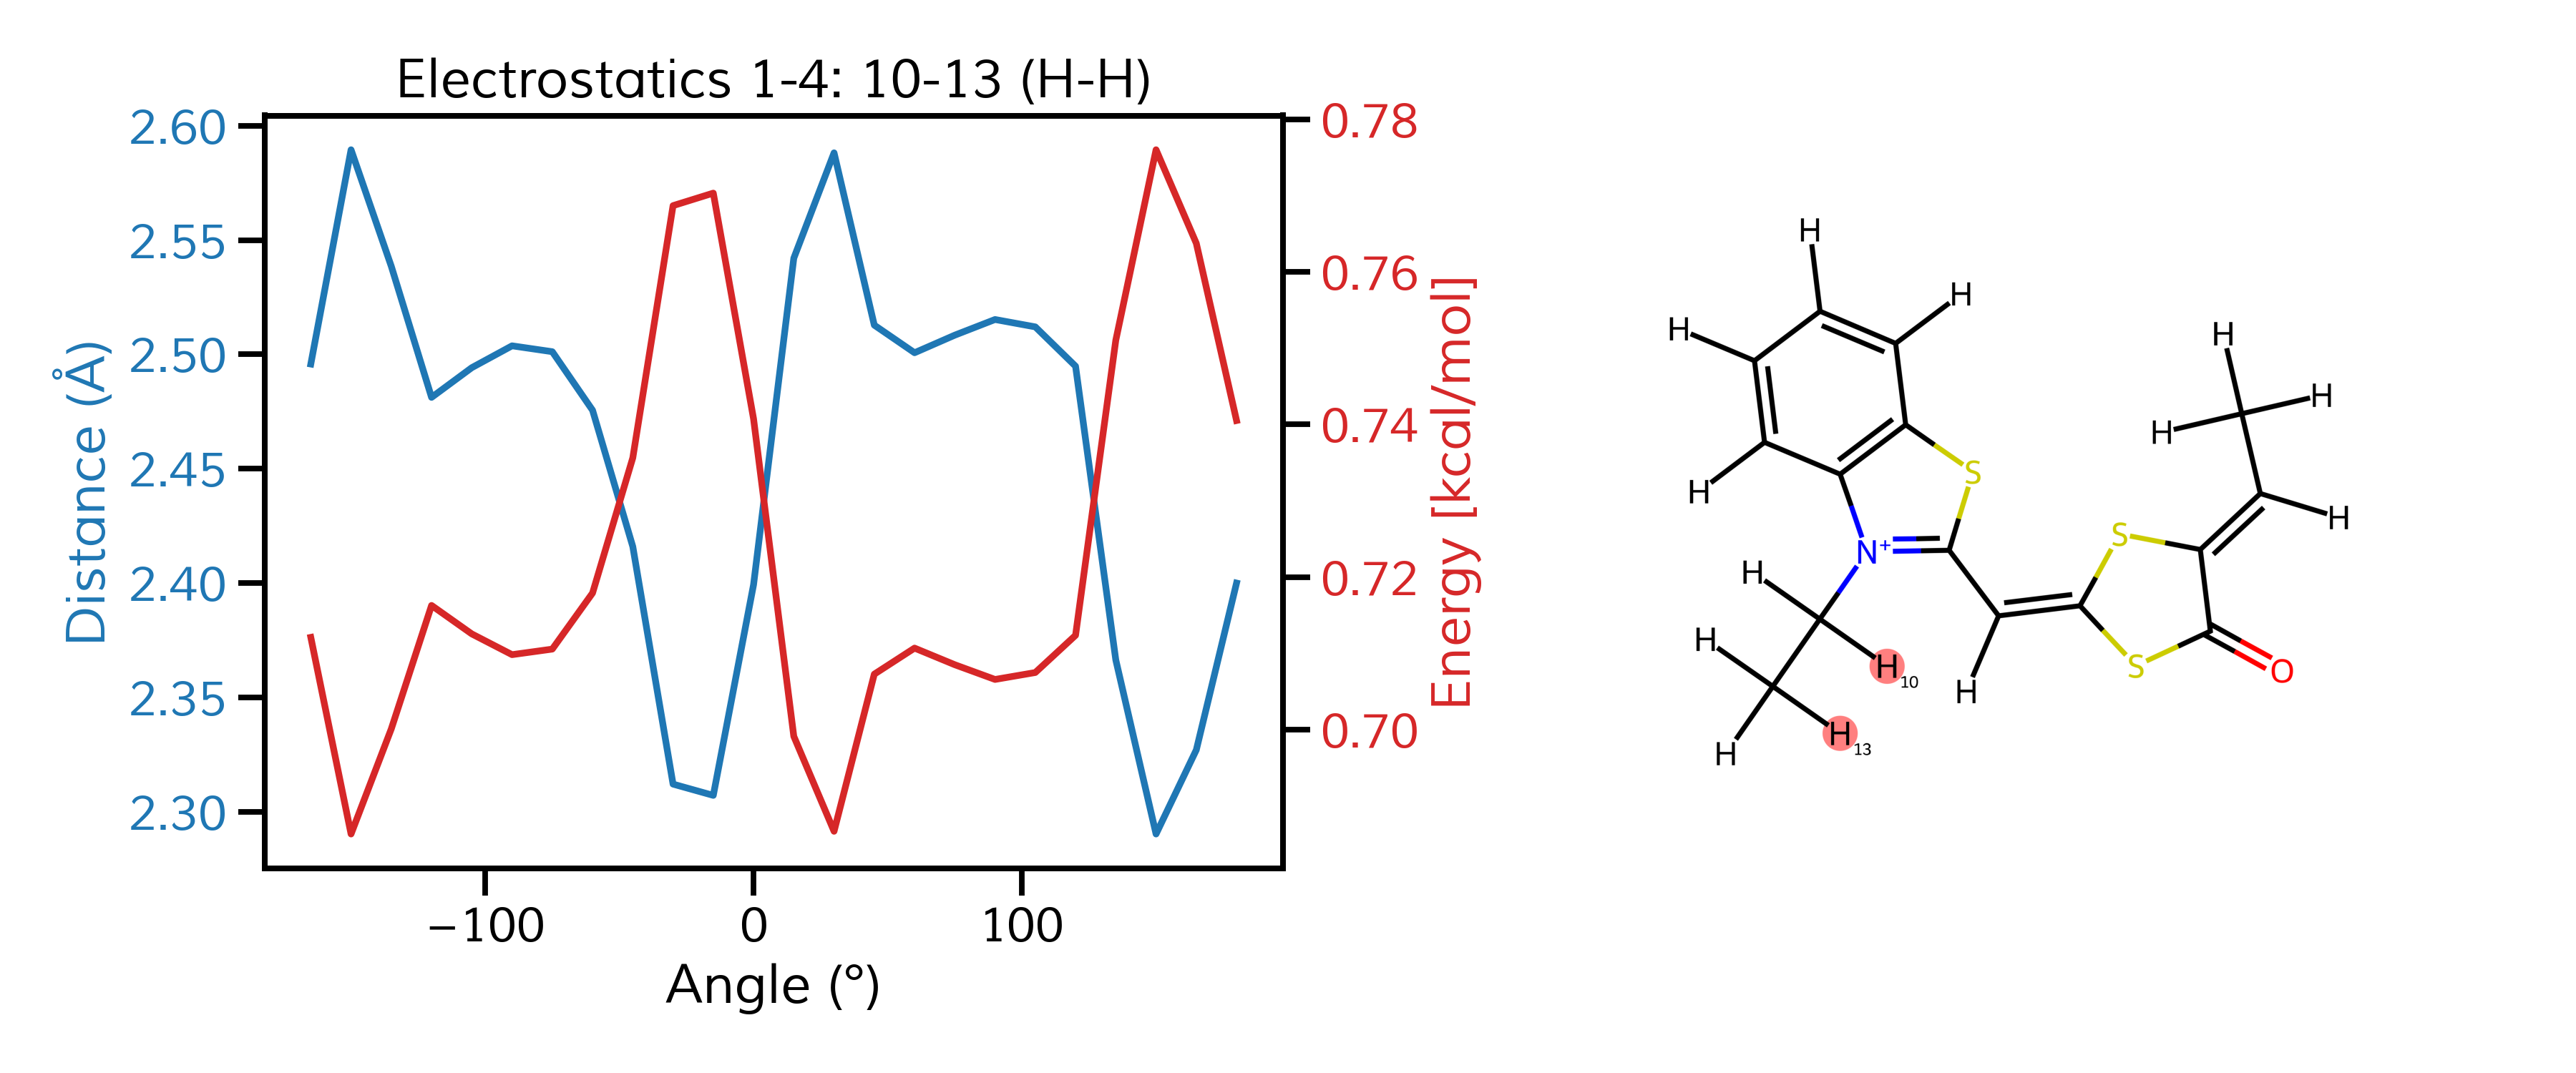 Electrostatics 1-4: 10-13 (H-H)
2.60
2.55
2.50
2.45
2.40
2.35
2.30
Distance (Å)
0.78
0.76
0.74
0.72
0.70
Energy [kcal/mol]
−100
0
100
Angle (°)
H
H
H
H
H
H
H
S
H
S
H
N+
H
H
H10
S
O
H
H13
H